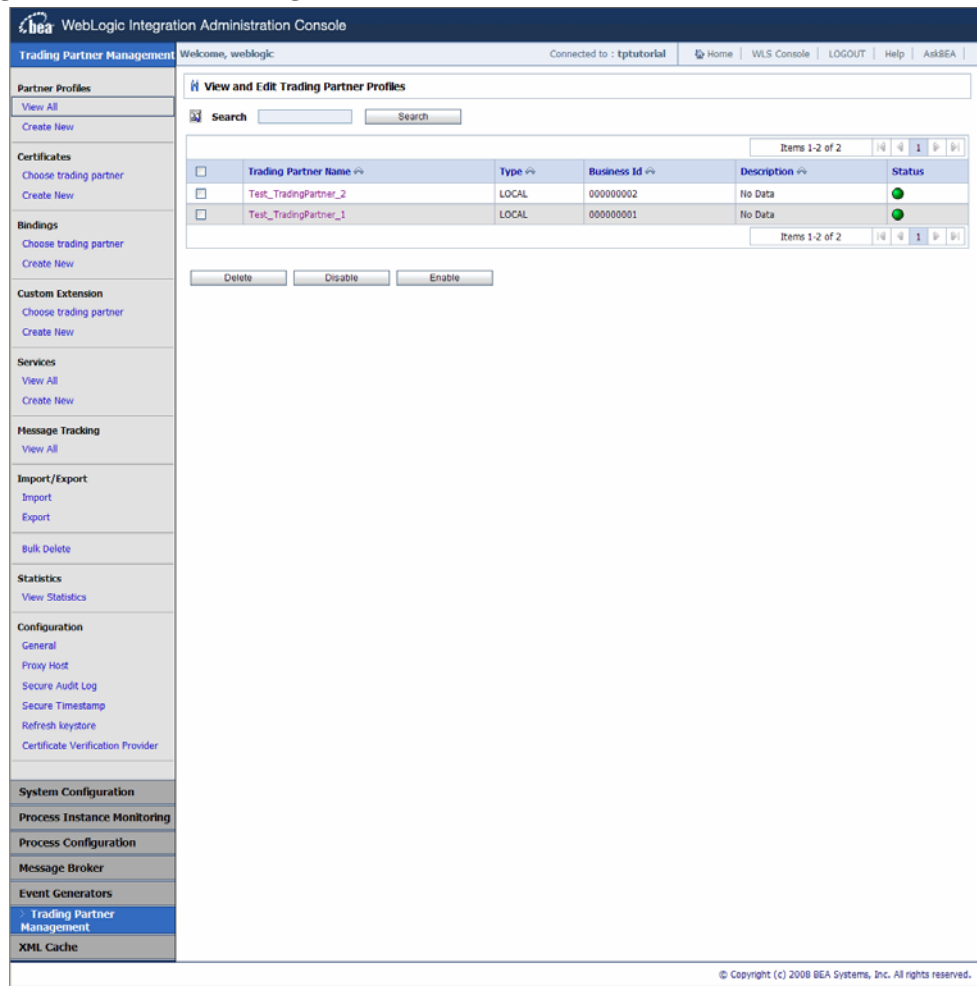 bea WebLogic Integration Administration Console
Trading Partner Management
Welcome, weblogic
Connected to : tptutorial
Home | WLS Console | LOGOUT | Help | AskBEA |
Partner Profiles
View All
Create New
Certificates
Choose trading partner
Create New
Bindings
Choose trading partner
Create New
Custom Extension
Choose trading partner
Create New
Services
View All
Create New
Message Tracking
View All
Import/Export
Import
Export
Bulk Delete
Statistics
View Statistics
Configuration
General
Proxy Host
Secure Audit Log
Secure Timestamp
Refresh keystore
Certificate Verification Provider
System Configuration
Process Instance Monitoring
Process Configuration
Message Broker
Event Generators
Trading Partner
Management
XML Cache
View and Edit Trading Partner Profiles
Search Search
Items 1-2 of 2 1
Trading Partner Name Type Business Id Description Status
Test_TradingPartner_2 LOCAL 000000002 No Data
Test_TradingPartner_1 LOCAL 000000001 No Data
Items 1-2 of 2 1
Delete Disable Enable
© Copyright (c) 2008 BEA Systems, Inc. All rights reserved.